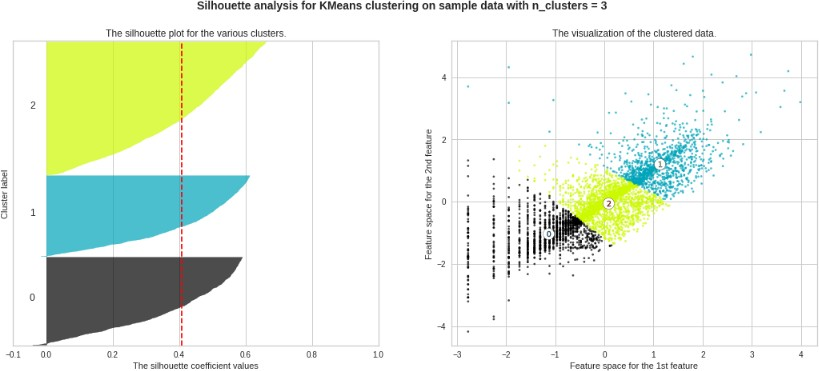 Silhouette analysis for KMeans clustering on sample data with n_clusters = 3
The silhouette plot for the various clusters.
Cluster label
2
1
0
−0.1 0.0 0.2 0.4 0.6 0.8 1.0
The silhouette coefficient values
The visualization of the clustered data.
Feature space for the 2nd feature
4
2
0
−2
−4
1
2
0
−3 −2 −1 0 1 2 3 4
Feature space for the 1st feature